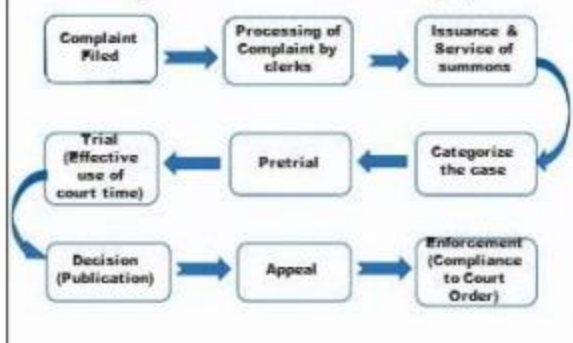 Complaint
Filed
Processing of
Complaint by
clerks
Issuance &
Service of
summons
Categorize
the case
Pretrial
Trial
(Effective
use of
court time)
Decision
(Publication)
Appeal
Enforcement
(Compliance
to Court
Order)